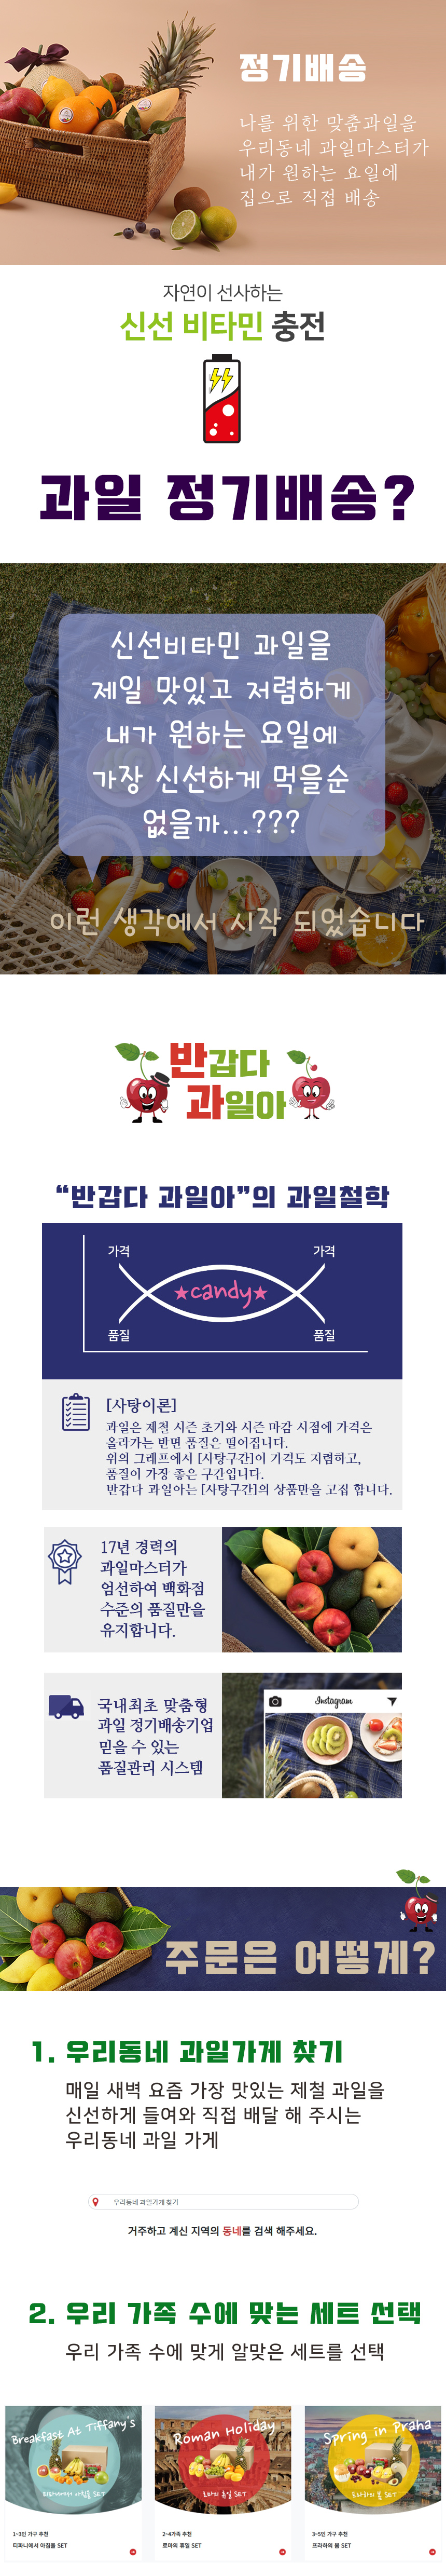 정기배송
나를 위한 맞춤과일을
우리동네 과일마스터가
내가 원하는 요일에
집으로 직접 배송
자연이 선사하는
신선 비타민 충전
과일 정기배송?
신선비타민 과일을
제일 맛있고 저렴하게
내가 원하는 요일에
가장 신선하게 먹을순
없을까...???
이런 생각에서 시작 되었습니다
반갑다
과일아
“반갑다 과일아”의 과일철학
가격 가격
★candy★
품질 품질
[사탕이론]
과일은 제철 시즌 초기와 시즌 마감 시점에 가격은
올라가는 반면 품질은 떨어집니다.
위의 그래프에서 [사탕구간]이 가격도 저렴하고,
품질이 가장 좋은 구간입니다.
반갑다 과일아는 [사탕구간]의 상품만을 고집 합니다.
17년 경력의
과일마스터가
엄선하여 백화점
수준의 품질만을
유지합니다.
국내최초 맞춤형
과일 정기배송기업
믿을 수 있는
품질관리 시스템
Instagram
주문은 어떻게?
1. 우리동네 과일가게 찾기
매일 새벽 요즘 가장 맛있는 제철 과일을
신선하게 들여와 직접 배달 해 주시는
우리동네 과일 가게
우리동네 과일가게 찾기
거주하고 계신 지역의 동네를 검색 해주세요.
2. 우리 가족 수에 맞는 세트 선택
우리 가족 수에 맞게 알맞은 세트를 선택
Breakfast At Tiffany's
티파니에서 아침을 SET
1~3인 가구 추천
티파니에서 아침을 SET
Roman Holiday
로마의 휴일 SET
2~4가족 추천
로마의 휴일 SET
Spring in Praha
프라하의 봄 SET
3~5인 가구 추천
프라하의 봄 SET